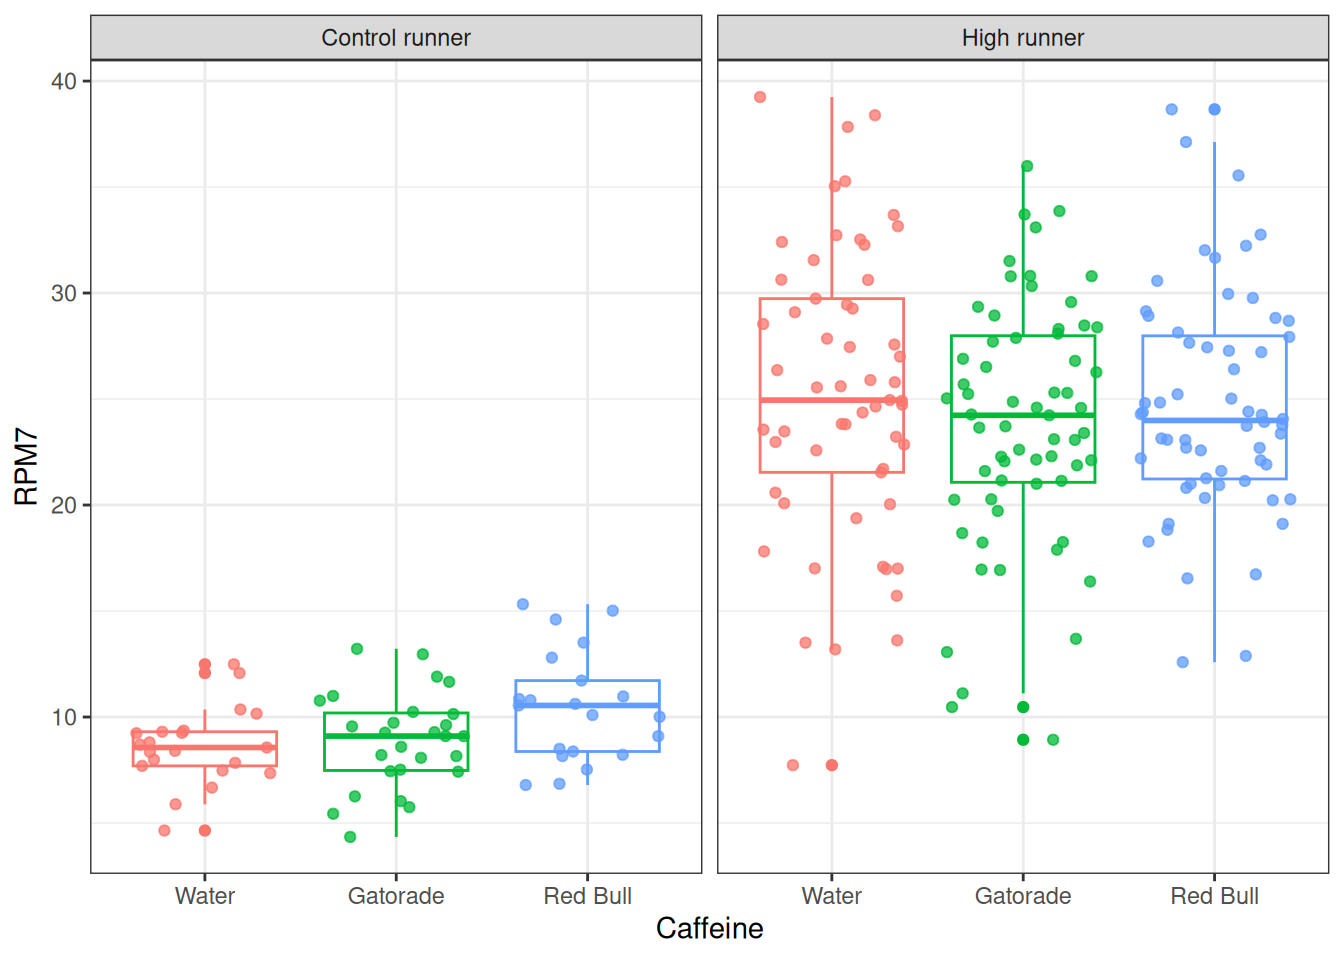 Control runner
High runner
40
30
20
10
RPM7
Water
Gatorade
Red Bull
Water
Gatorade
Red Bull
Caffeine